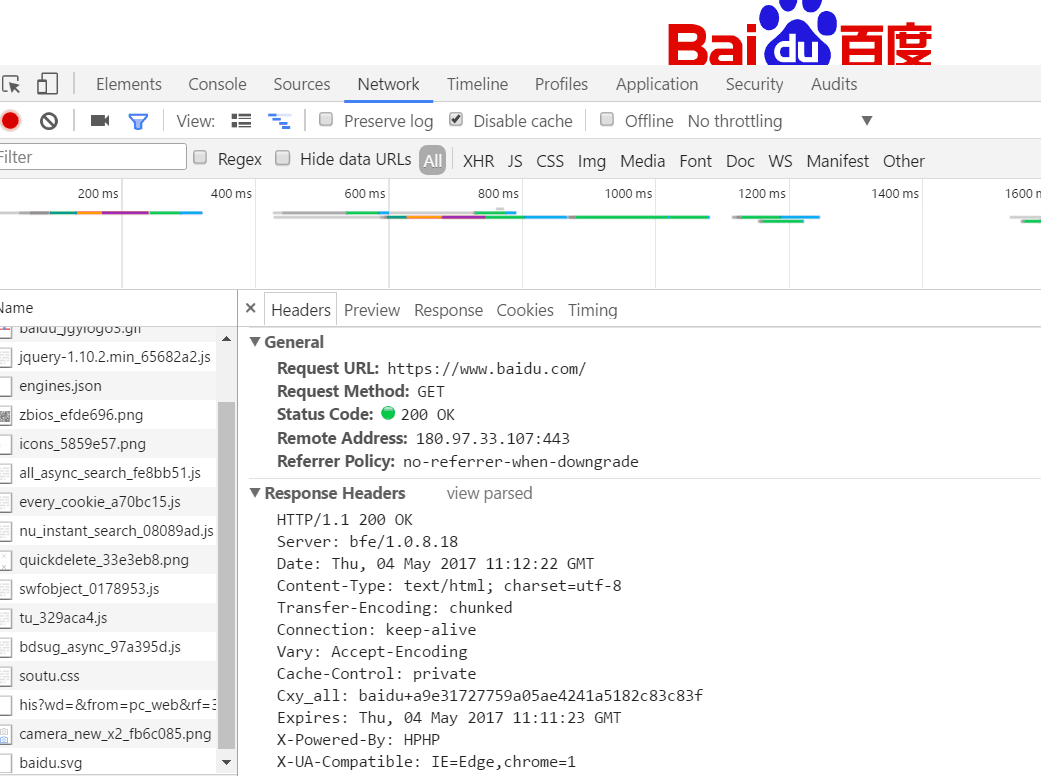 Bai du 百度
Elements Console Sources Network Timeline Profiles Application Security Audits
View: Preserve log Disable cache Offline No throttling
Filter Regex Hide data URLs All XHR JS CSS Img Media Font Doc WS Manifest Other
200 ms 400 ms 600 ms 800 ms 1000 ms 1200 ms 1400 ms 1600 m
Name
baidu_jgylogo3.gif
jquery-1.10.2.min_65682a2.js
engines.json
zbios_efde696.png
icons_5859e57.png
all_async_search_fe8bb51.js
every_cookie_a70bc15.js
nu_instant_search_08089ad.js
quickdelete_33e3eb8.png
swfobject_0178953.js
tu_329aca4.js
bdsug_async_97a395d.js
soutu.css
his?wd=&from=pc_web&rf=3
camera_new_x2_fb6c085.png
baidu.svg
× Headers Preview Response Cookies Timing
General
Request URL: https://www.baidu.com/
Request Method: GET
Status Code: 200 OK
Remote Address: 180.97.33.107:443
Referrer Policy: no-referrer-when-downgrade
Response Headers view parsed
HTTP/1.1 200 OK
Server: bfe/1.0.8.18
Date: Thu, 04 May 2017 11:12:22 GMT
Content-Type: text/html; charset=utf-8
Transfer-Encoding: chunked
Connection: keep-alive
Vary: Accept-Encoding
Cache-Control: private
Cxy_all: baidu+a9e31727759a05ae4241a5182c83c83f
Expires: Thu, 04 May 2017 11:11:23 GMT
X-Powered-By: HPHP
X-UA-Compatible: IE=Edge,chrome=1